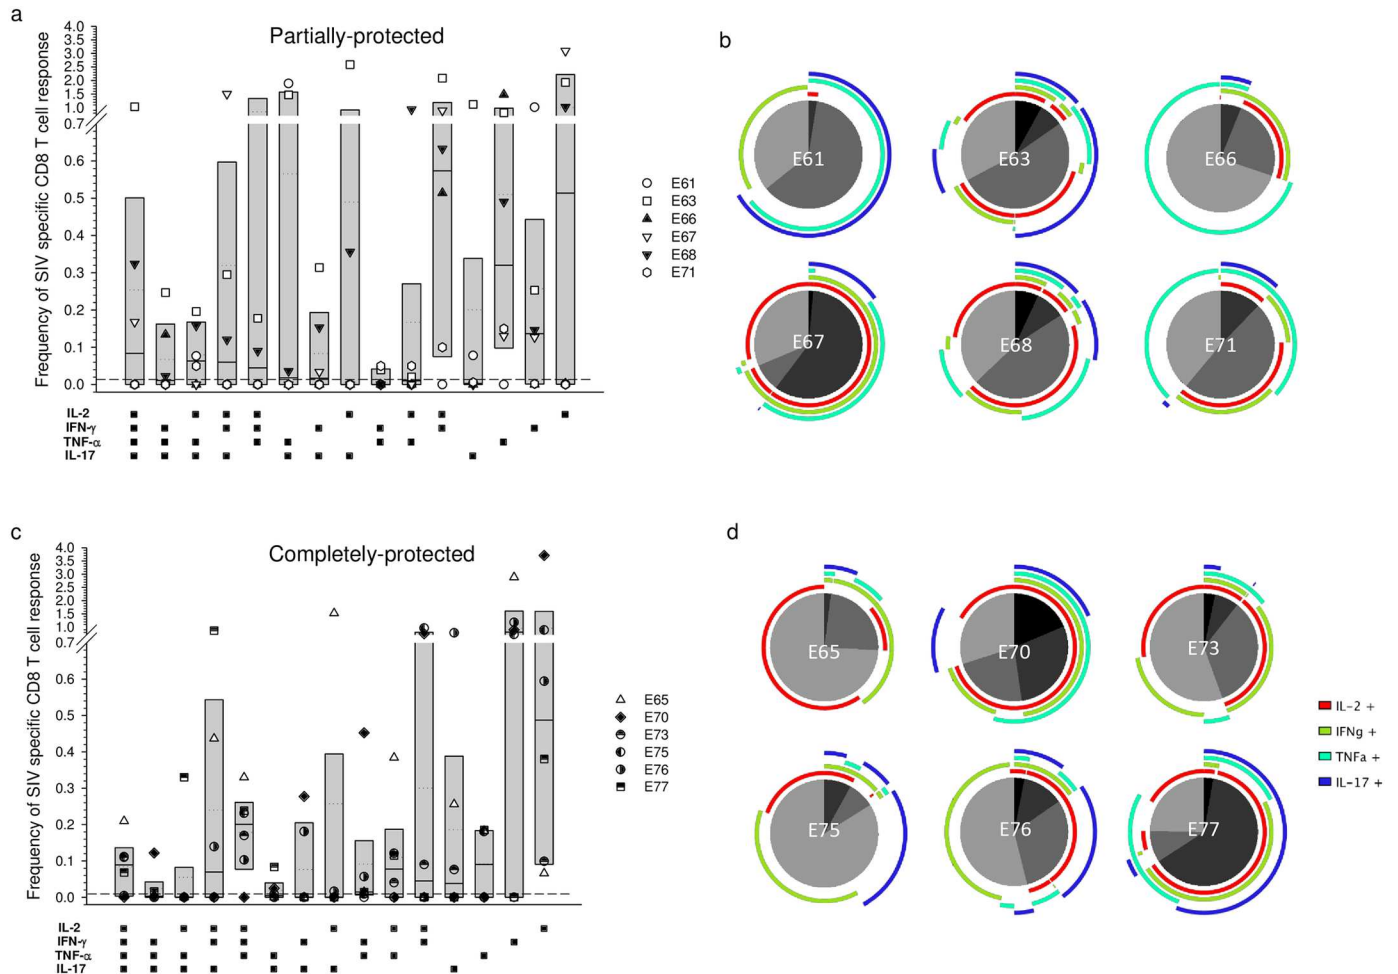 a
Partially-protected
Frequency of SIV specific CD8 T cell response
4.0
3.5
3.0
2.5
2.0
1.5
1.0
0.7
0.6
0.5
0.4
0.3
0.2
0.1
0.0
IL-2
IFN-γ
TNF-α
IL-17
E61
E63
E66
E67
E68
E71
b
E61
E63
E66
E67
E68
E71
c
Completely-protected
Frequency of SIV specific CD8 T cell response
4.0
3.5
3.0
2.5
2.0
1.5
1.0
0.7
0.6
0.5
0.4
0.3
0.2
0.1
0.0
IL-2
IFN-γ
TNF-α
IL-17
E65
E70
E73
E75
E76
E77
d
E65
E70
E73
E75
E76
E77
IL-2 +
IFNg +
TNFa +
IL-17 +